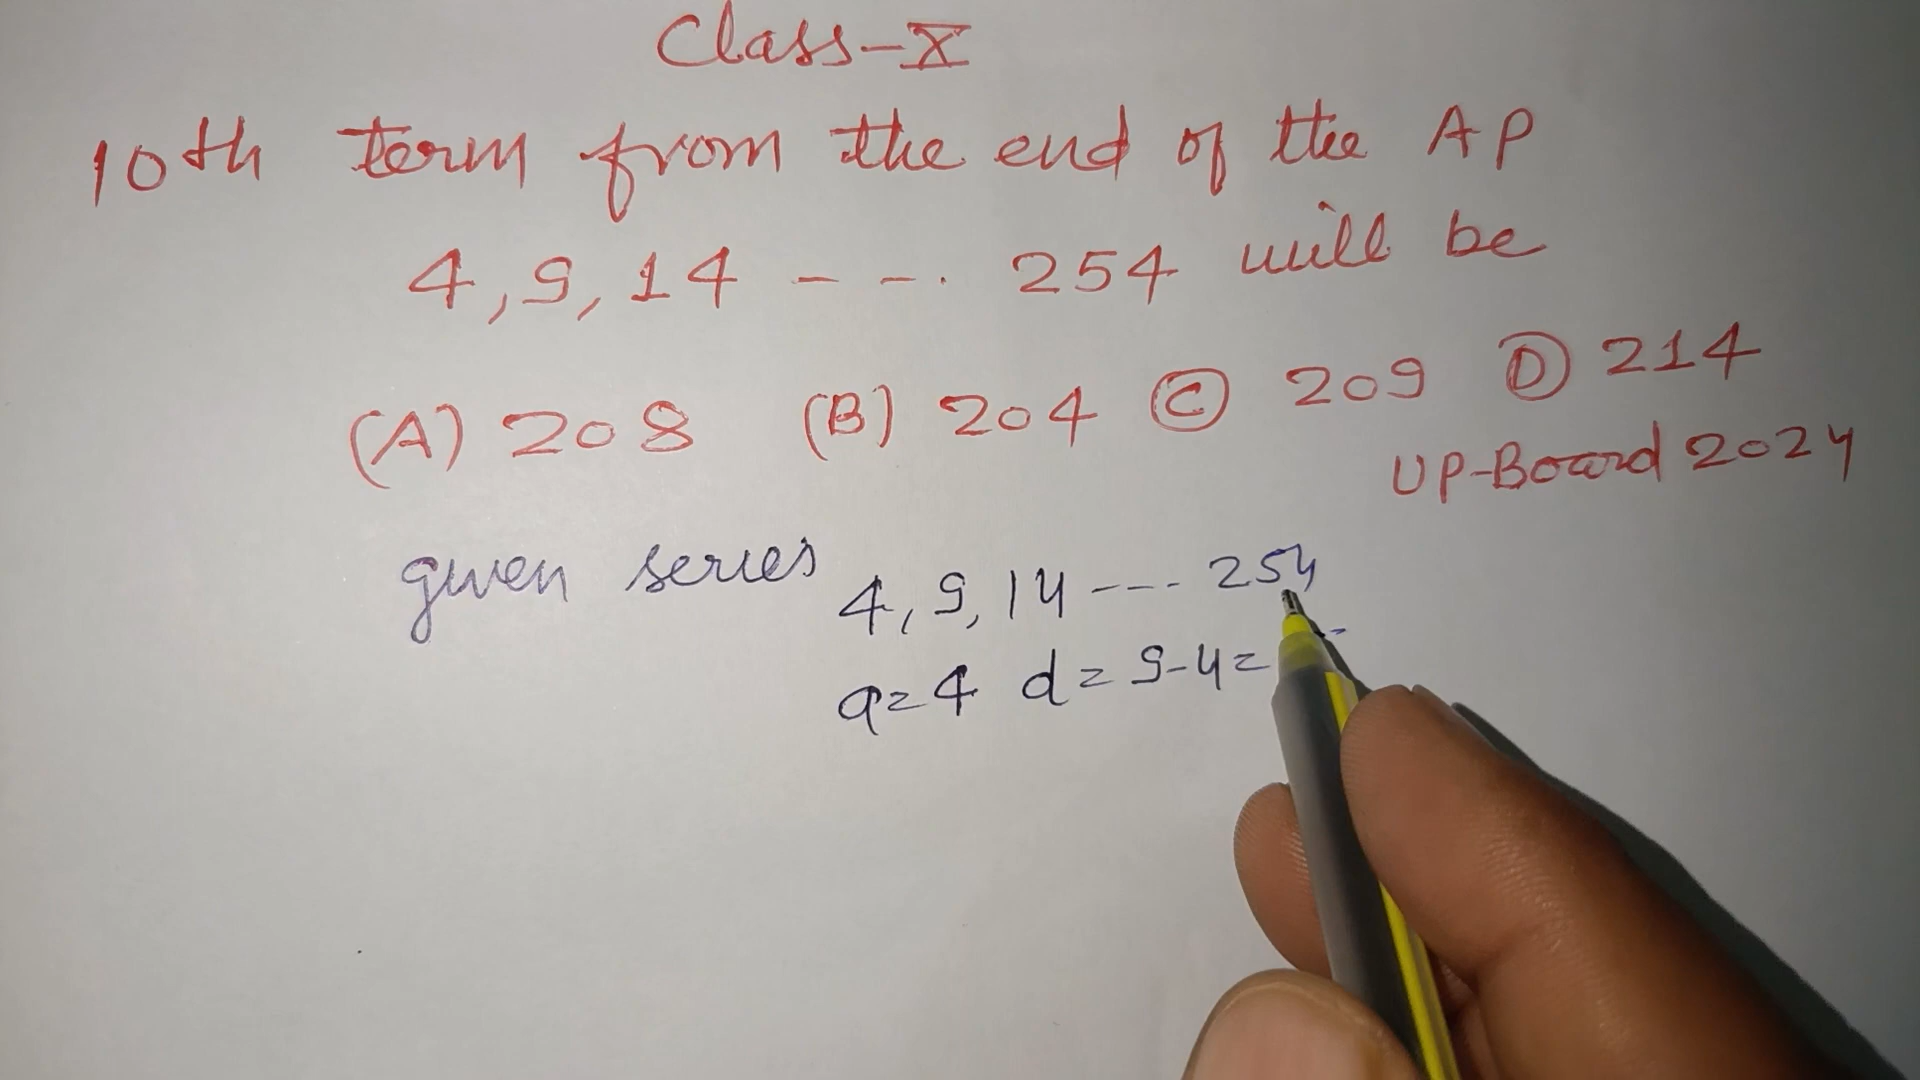 Class-X
10th term from the end of the AP
4, 9, 14 - - - . 254 will be
(A) 208 (B) 204 (C) 209 (D) 214
UP-Board 2024
given series 4, 9, 14 ---- 254
a=4 d=9-4=